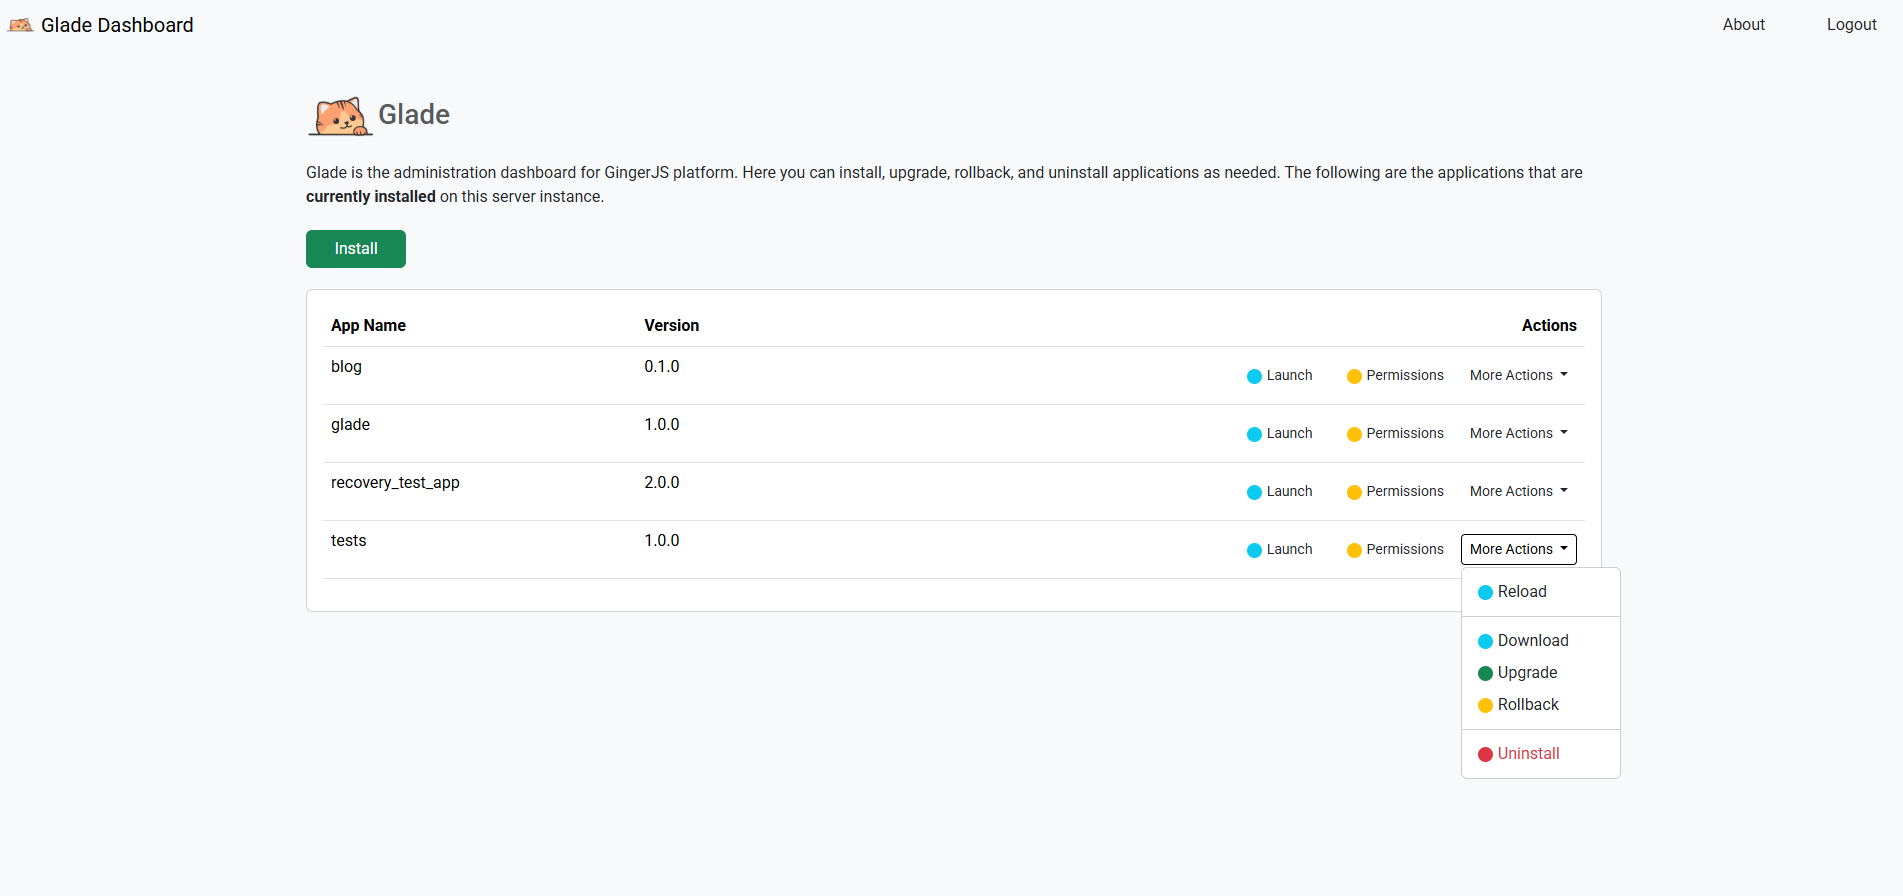 Glade Dashboard
About
Logout
Glade
Glade is the administration dashboard for GingerJS platform. Here you can install, upgrade, rollback, and uninstall applications as needed. The following are the applications that are
currently installed on this server instance.
Install
App Name Version Actions
blog 0.1.0 Launch Permissions More Actions
glade 1.0.0 Launch Permissions More Actions
recovery_test_app 2.0.0 Launch Permissions More Actions
tests 1.0.0 Launch Permissions More Actions
Reload
Download
Upgrade
Rollback
Uninstall